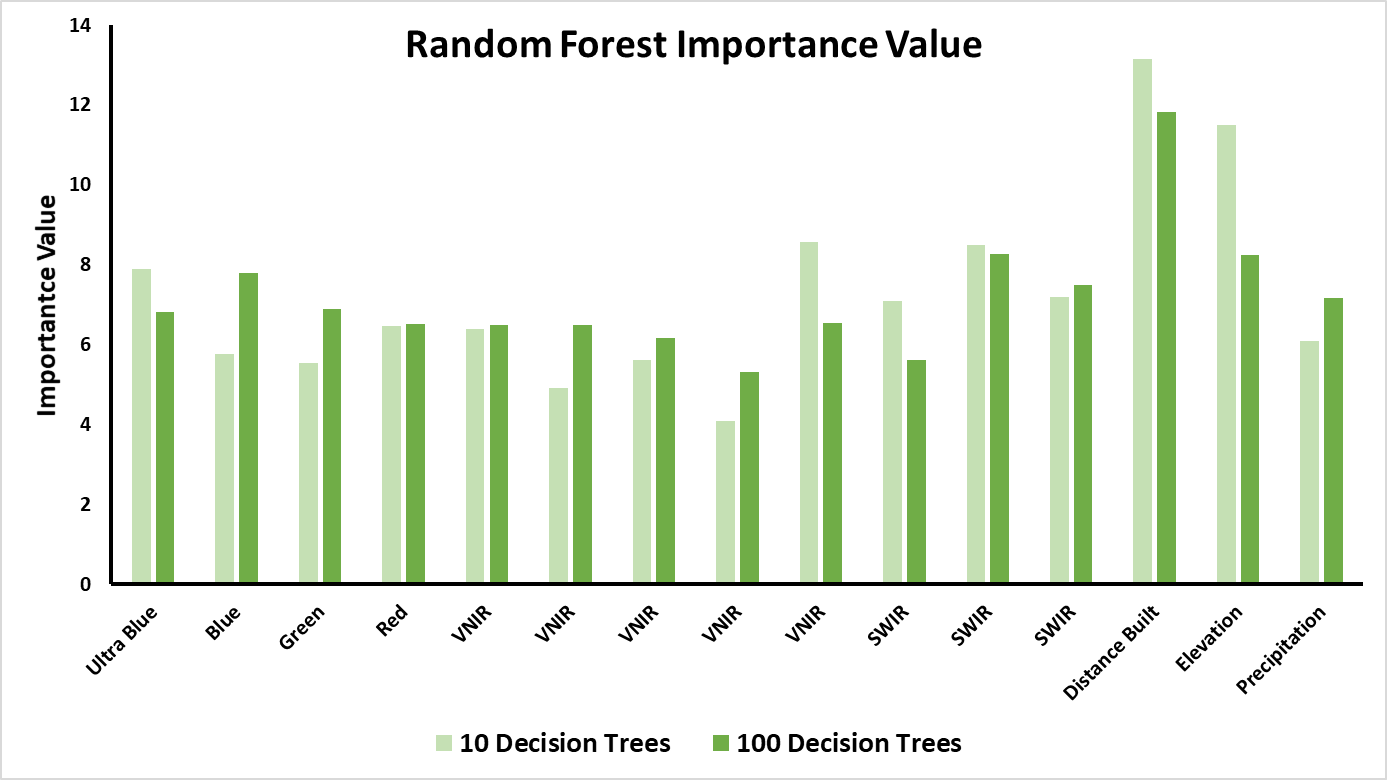 Random Forest Importance Value
Importantce Value
14
12
10
8
6
4
2
0
Ultra Blue
Blue
Green
Red
VNIR
VNIR
VNIR
VNIR
VNIR
SWIR
SWIR
SWIR
Distance Built
Elevation
Precipitation
10 Decision Trees
100 Decision Trees